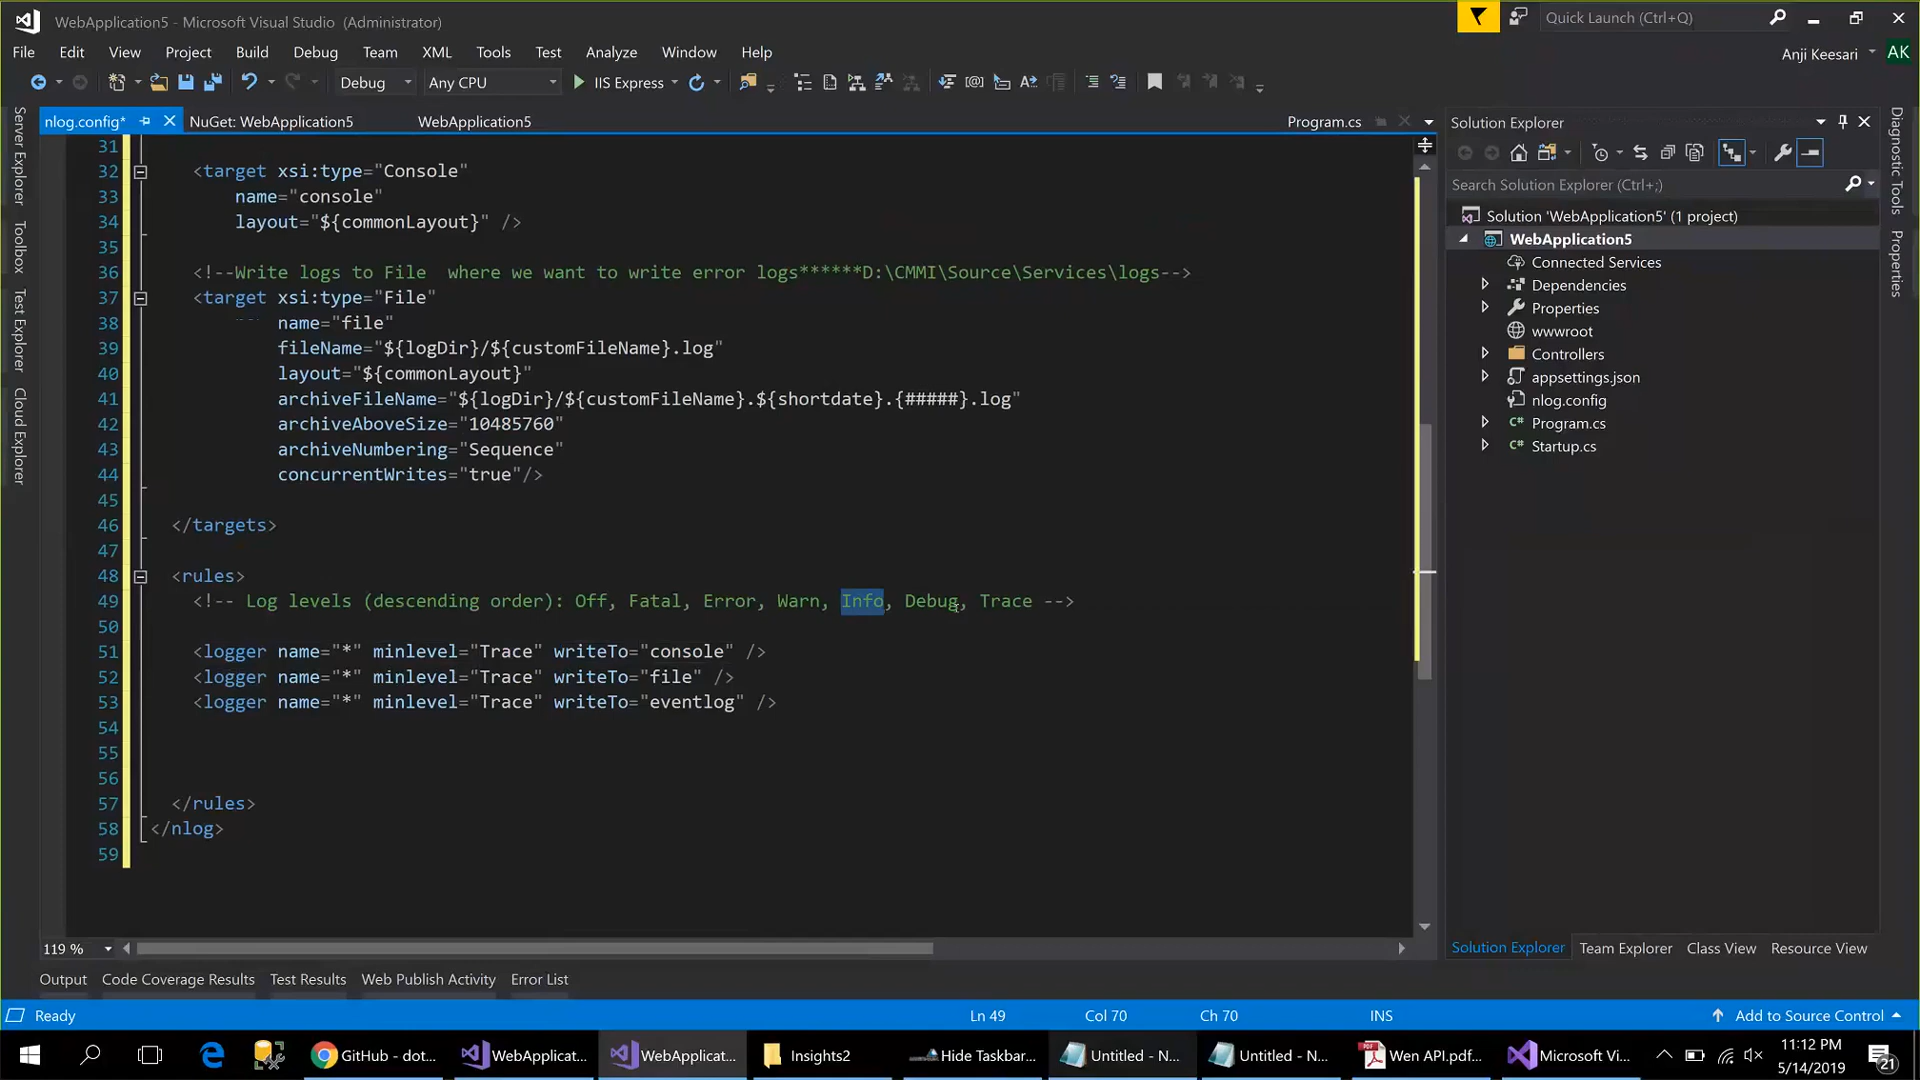 WebApplication5 - Microsoft Visual Studio (Administrator)
Quick Launch (Ctrl+Q)
File Edit View Project Build Debug Team XML Tools Test Analyze Window Help
Anji Keesari AK
Debug Any CPU IIS Express
nlog.config* NuGet: WebApplication5 WebApplication5 Program.cs
Server Explorer
Toolbox
Test Explorer
Cloud Explorer
31
32 <target xsi:type="Console"
33 name="console"
34 layout="${commonLayout}" />
35
36 <!--Write logs to File  where we want to write error logs******D:\CMMI\Source\Services\logs-->
37 <target xsi:type="File"
38 name="file"
39 fileName="${logDir}/${customFileName}.log"
40 layout="${commonLayout}"
41 archiveFileName="${logDir}/${customFileName}.${shortdate}.{#####}.log"
42 archiveAboveSize="10485760"
43 archiveNumbering="Sequence"
44 concurrentWrites="true"/>
45
46 </targets>
47
48 <rules>
49 <!-- Log levels (descending order): Off, Fatal, Error, Warn, Info, Debug, Trace -->
50
51 <logger name="*" minlevel="Trace" writeTo="console" />
52 <logger name="*" minlevel="Trace" writeTo="file" />
53 <logger name="*" minlevel="Trace" writeTo="eventlog" />
54
55
56
57 </rules>
58 </nlog>
59
119 %
Solution Explorer
Search Solution Explorer (Ctrl+;)
Solution 'WebApplication5' (1 project)
WebApplication5
Connected Services
Dependencies
Properties
wwwroot
Controllers
appsettings.json
nlog.config
C# Program.cs
C# Startup.cs
Solution Explorer Team Explorer Class View Resource View
Diagnostic Tools
Properties
Output Code Coverage Results Test Results Web Publish Activity Error List
Ready Ln 49 Col 70 Ch 70 INS Add to Source Control
GitHub - dot... WebApplicat... WebApplicat... Insights2 Hide Taskbar... Untitled - N... Untitled - N... Wen API.pdf... Microsoft Vi...
11:12 PM
5/14/2019
21